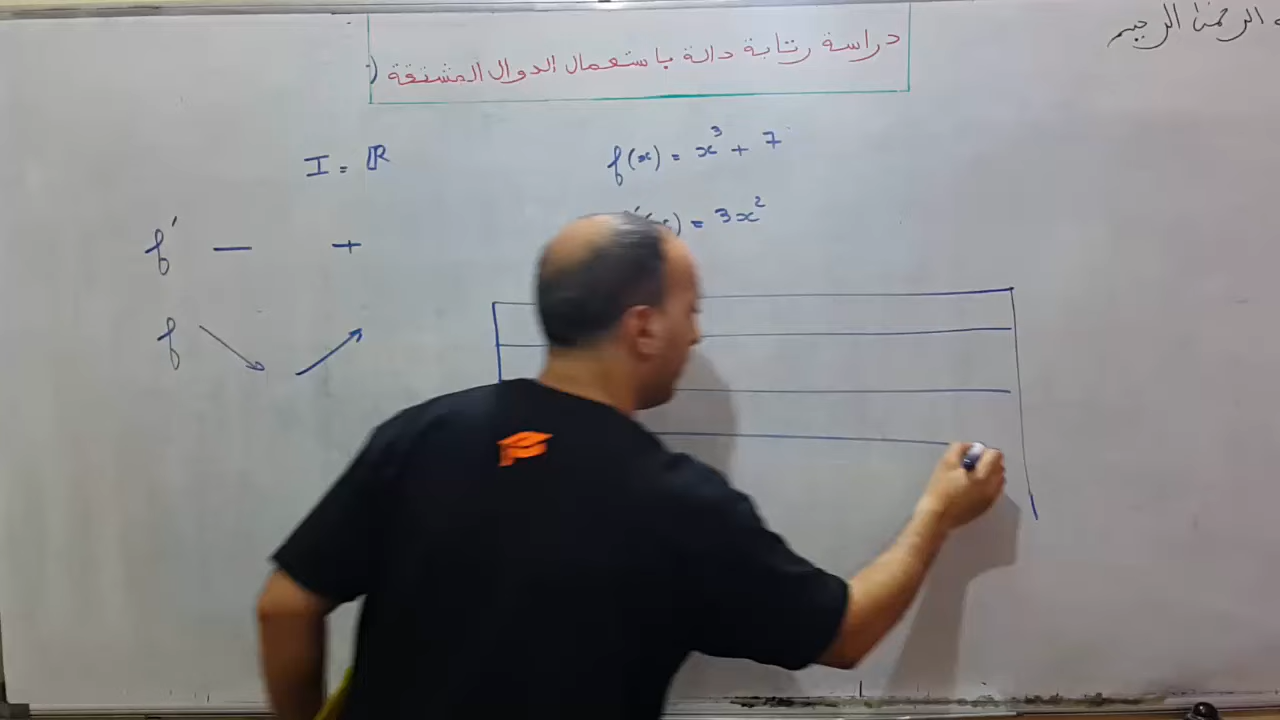 الرحمن الرحيم
دراسة رتابة دالة باستعمال الدوال المشتقة (
I = ℝ
f(x) = x³ + 7
(x) = 3x²
f′ − +
f